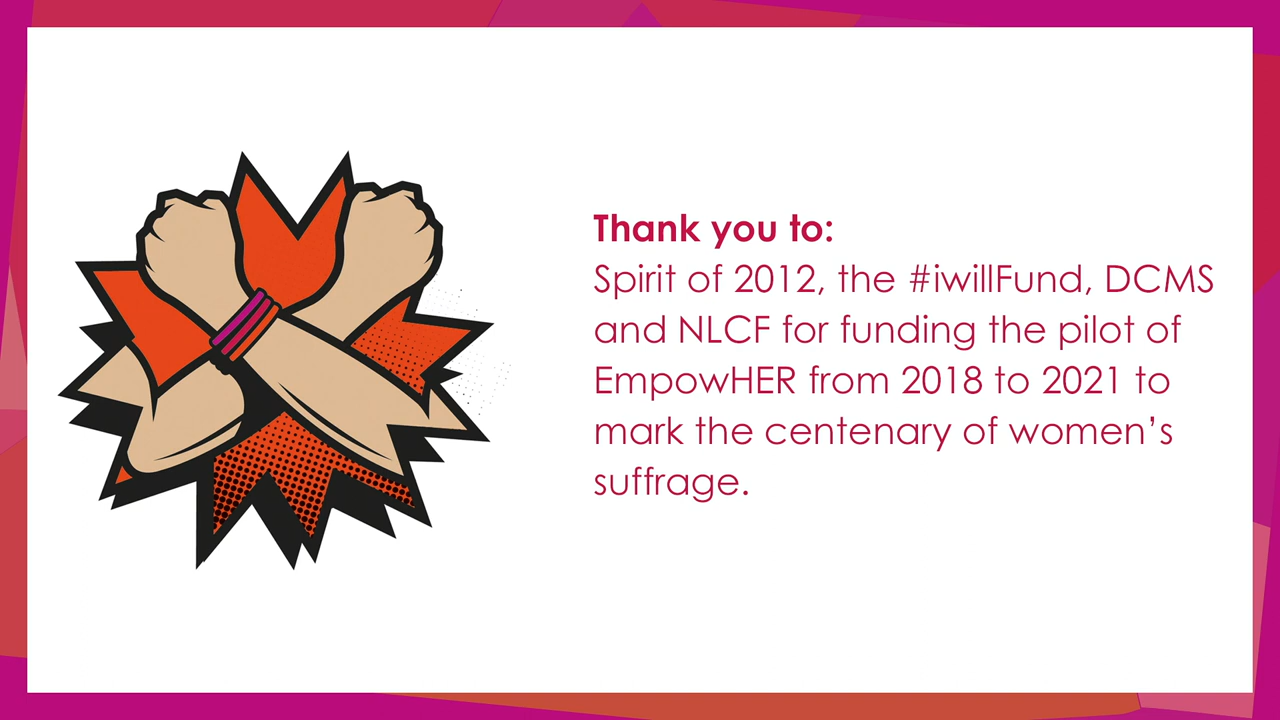 Thank you to:
Spirit of 2012, the #iwillFund, DCMS
and NLCF for funding the pilot of
EmpowHER from 2018 to 2021 to
mark the centenary of women’s
suffrage.